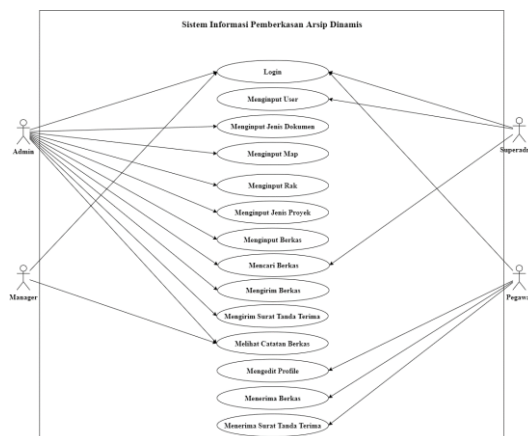 Sistem Informasi Pemberkasan Arsip Dinamis
Login
Menginput User
Menginput Jenis Dokumen
Admin
Superadm
Menginput Map
Menginput Rak
Menginput Jenis Proyek
Menginput Berkas
Mencari Berkas
Mengirim Berkas
Manager
Pegawa
Mengirim Surat Tanda Terima
Melihat Catatan Berkas
Mengedit Profile
Menerima Berkas
Menerima Surat Tanda Terima